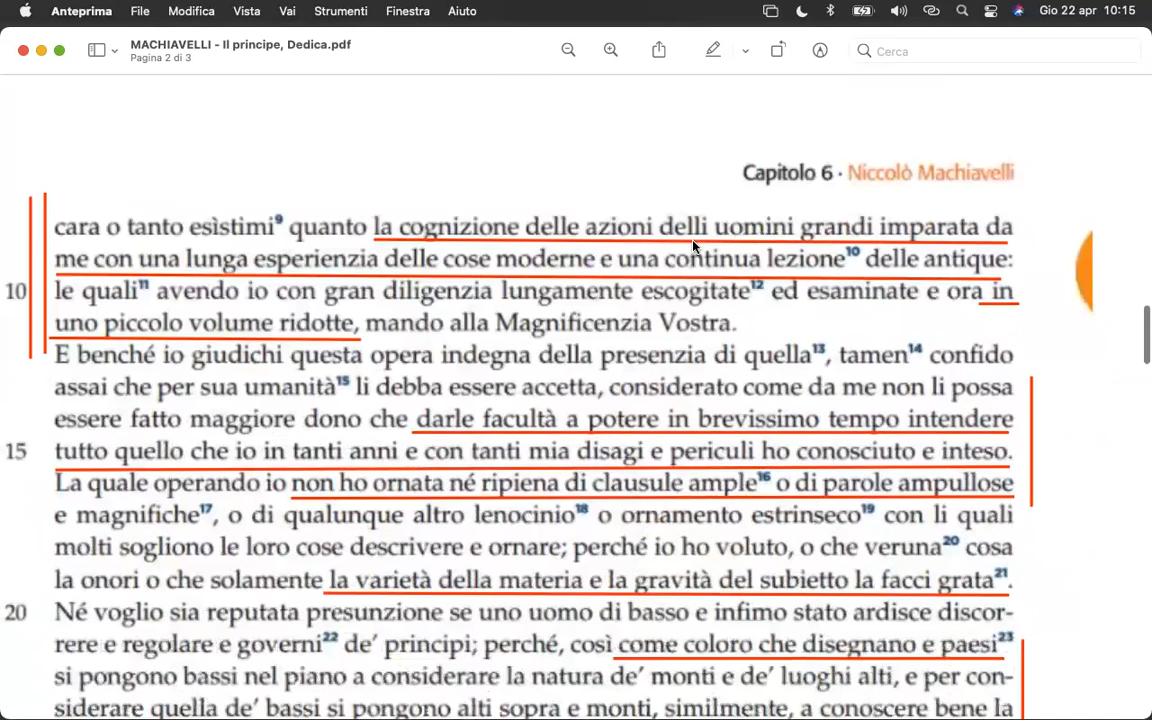 Anteprima File Modifica Vista Vai Strumenti Finestra Aiuto Gio 22 apr 10:15
MACHIAVELLI - Il principe, Dedica.pdf
Pagina 2 di 3
Cerca
Capitolo 6 · Niccolò Machiavelli
cara o tanto esìstimi⁹ quanto la cognizione delle azioni delli uomini grandi imparata da
me con una lunga esperienzia delle cose moderne e una continua lezione¹⁰ delle antique:
10 le quali¹¹ avendo io con gran diligenzia lungamente escogitate¹² ed esaminate e ora in
uno piccolo volume ridotte, mando alla Magnificenzia Vostra.
E benché io giudichi questa opera indegna della presenzia di quella¹³, tamen¹⁴ confido
assai che per sua umanità¹⁵ li debba essere accetta, considerato come da me non li possa
essere fatto maggiore dono che darle facultà a potere in brevissimo tempo intendere
15 tutto quello che io in tanti anni e con tanti mia disagi e periculi ho conosciuto e inteso.
La quale operando io non ho ornata né ripiena di clausule ample¹⁶ o di parole ampullose
e magnifiche¹⁷, o di qualunque altro lenocinio¹⁸ o ornamento estrinseco¹⁹ con li quali
molti sogliono le loro cose descrivere e ornare; perché io ho voluto, o che veruna²⁰ cosa
la onori o che solamente la varietà della materia e la gravità del subietto la facci grata²¹.
20 Né voglio sia reputata presunzione se uno uomo di basso e infimo stato ardisce discor-
rere e regolare e governi²² de' principi; perché, così come coloro che disegnano e paesi²³
si pongono bassi nel piano a considerare la natura de' monti e de' luoghi alti, e per con-
siderare quella de' bassi si pongono alti sopra e monti, similmente, a conoscere bene la